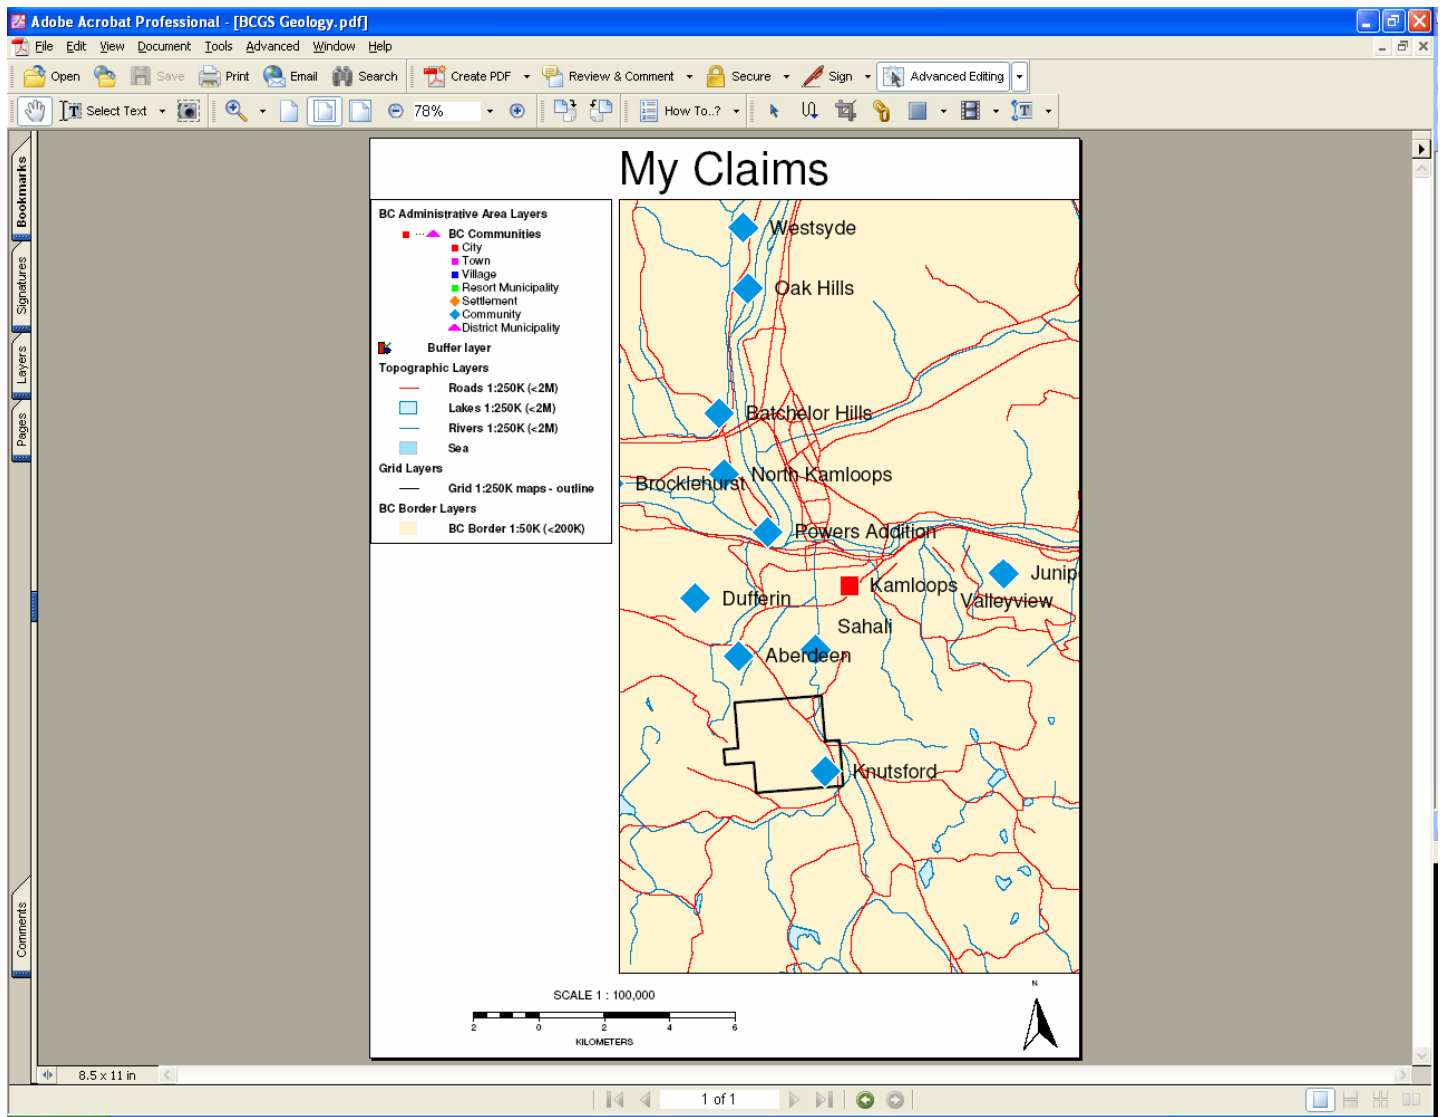 Adobe Acrobat Professional - [BCGS Geology.pdf]
File Edit View Document Tools Advanced Window Help
Open Save Print Email Search Create PDF Review & Comment Secure Sign Advanced Editing
Select Text 78% How To..?
Bookmarks
Signatures
Layers
Pages
Comments
My Claims
BC Administrative Area Layers
BC Communities
City
Town
Village
Resort Municipality
Settlement
Community
District Municipality
Buffer layer
Topographic Layers
Roads 1:250K (<2M)
Lakes 1:250K (<2M)
Rivers 1:250K (<2M)
Sea
Grid Layers
Grid 1:250K maps - outline
BC Border Layers
BC Border 1:50K (<200K)
Westsyde
Oak Hills
Batchelor Hills
North Kamloops
Brocklehurst
Powers Addition
Junipe
Kamloops
Valleyview
Dufferin
Sahali
Aberdeen
Knutsford
SCALE 1 : 100,000
2 0 2 4 6
KILOMETERS
N
8.5 x 11 in
1 of 1